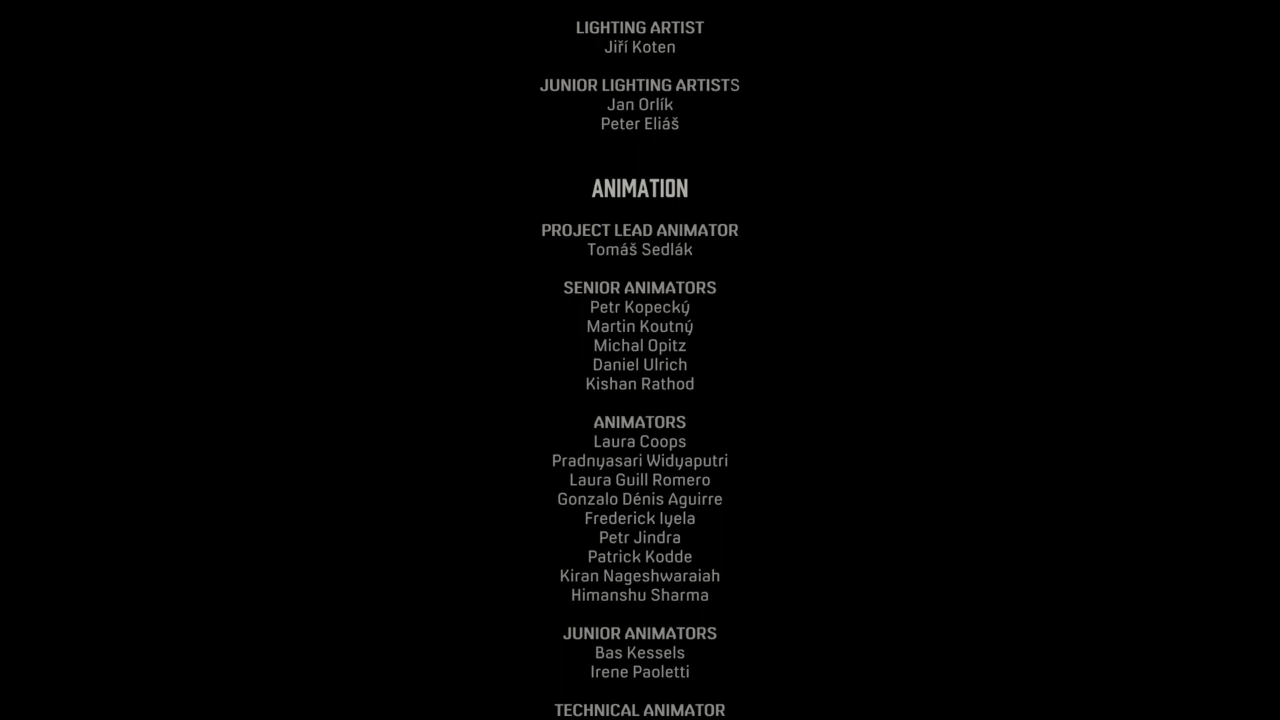 LIGHTING ARTIST
Jiří Koten
JUNIOR LIGHTING ARTISTS
Jan Orlík
Peter Eliáš
ANIMATION
PROJECT LEAD ANIMATOR
Tomáš Sedlák
SENIOR ANIMATORS
Petr Kopecký
Martin Koutný
Michal Opitz
Daniel Ulrich
Kishan Rathod
ANIMATORS
Laura Coops
Pradnyasari Widyaputri
Laura Guill Romero
Gonzalo Dénis Aguirre
Frederick Iyela
Petr Jindra
Patrick Kodde
Kiran Nageshwaraiah
Himanshu Sharma
JUNIOR ANIMATORS
Bas Kessels
Irene Paoletti
TECHNICAL ANIMATOR